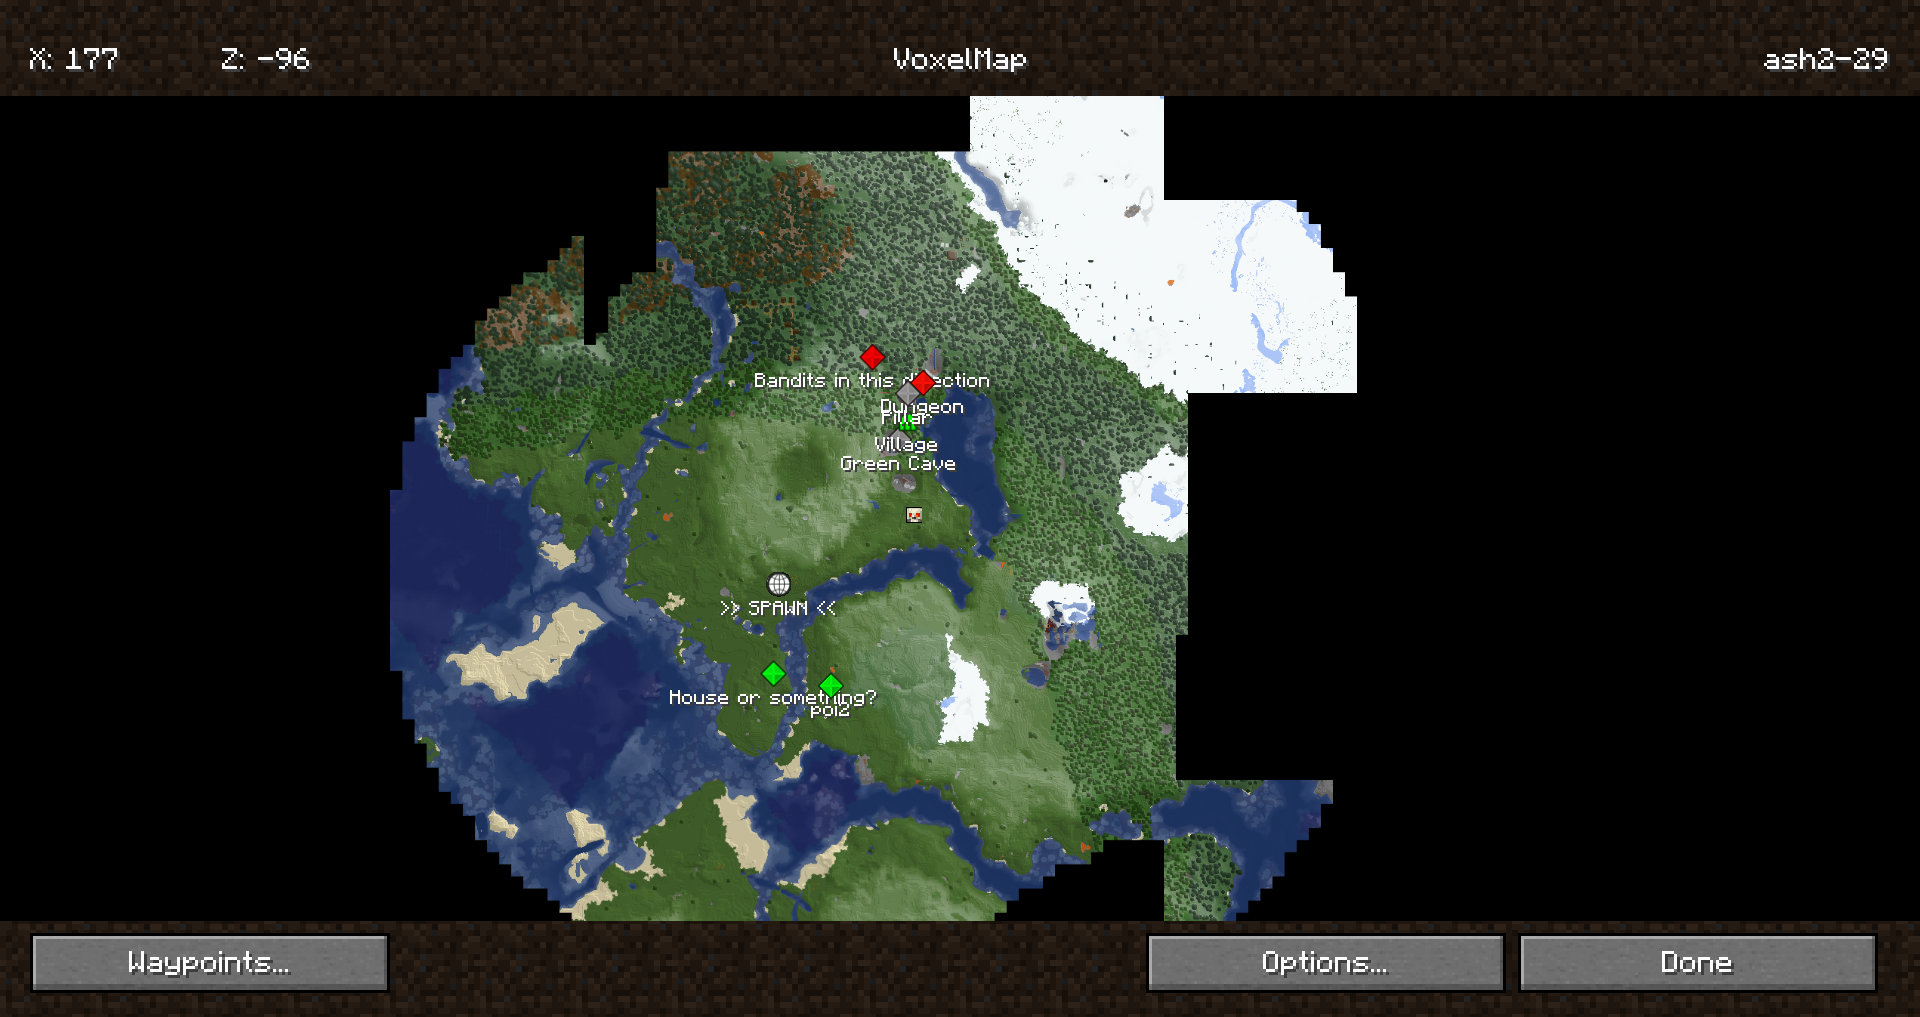 X: 177
Z: -96
VoxelMap
ash2-29
Bandits in this direction
Dungeon
Pillar
Village
Green Cave
>> SPAWN <<
House or something?
poi2
Waypoints...
Options...
Done